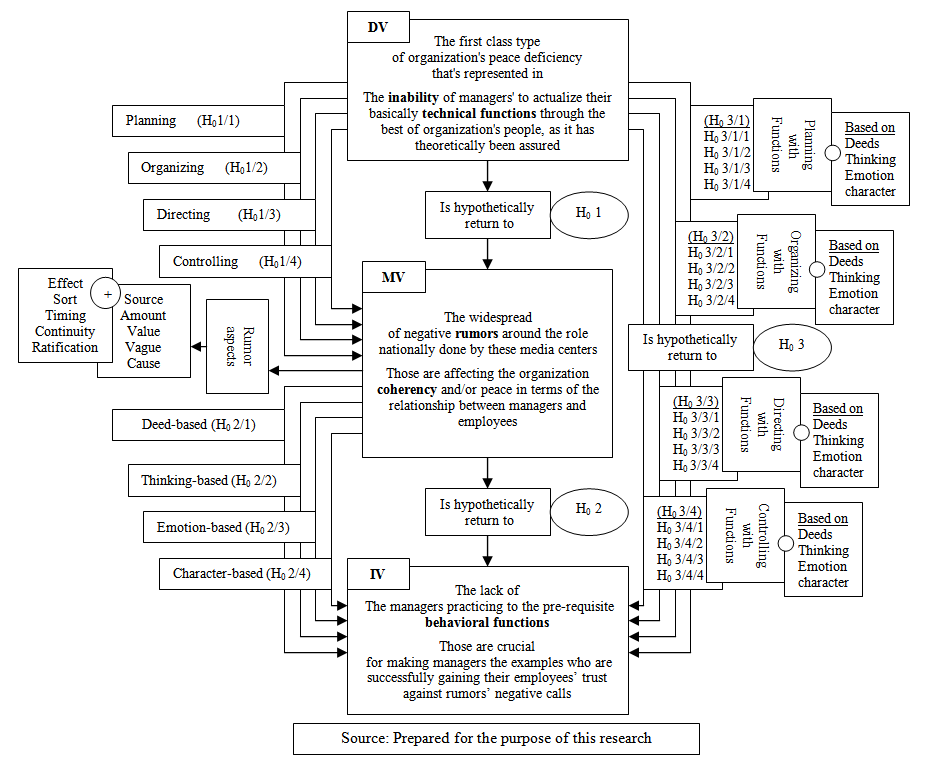 DV
The first class type
of organization's peace deficiency
that's represented in
The inability of managers' to actualize their
basically technical functions through the
best of organization's people, as it has
theoretically been assured
Planning (H₀1/1)
Organizing (H₀1/2)
Directing (H₀1/3)
Controlling (H₀1/4)
Is hypothetically
return to
H₀ 1
(H₀ 3/1)
H₀ 3/1/1
H₀ 3/1/2
H₀ 3/1/3
H₀ 3/1/4
Planning
with
Functions
Based on
Deeds
Thinking
Emotion
character
(H₀ 3/2)
H₀ 3/2/1
H₀ 3/2/2
H₀ 3/2/3
H₀ 3/2/4
Organizing
with
Functions
Based on
Deeds
Thinking
Emotion
character
MV
The widespread
of negative rumors around the role
nationally done by these media centers
Those are affecting the organization
coherency and/or peace in terms of the
relationship between managers and
employees
Effect
Sort
Timing
Continuity
Ratification
+
Source
Amount
Value
Vague
Cause
Rumor
aspects
Is hypothetically
return to
H₀ 3
(H₀ 3/3)
H₀ 3/3/1
H₀ 3/3/2
H₀ 3/3/3
H₀ 3/3/4
Directing
with
Functions
Based on
Deeds
Thinking
Emotion
character
Deed-based (H₀ 2/1)
Thinking-based (H₀ 2/2)
Emotion-based (H₀ 2/3)
Character-based (H₀ 2/4)
Is hypothetically
return to
H₀ 2
(H₀ 3/4)
H₀ 3/4/1
H₀ 3/4/2
H₀ 3/4/3
H₀ 3/4/4
Controlling
with
Functions
Based on
Deeds
Thinking
Emotion
character
IV
The lack of
The managers practicing to the pre-requisite
behavioral functions
Those are crucial
for making managers the examples who are
successfully gaining their employees’ trust
against rumors’ negative calls
Source: Prepared for the purpose of this research